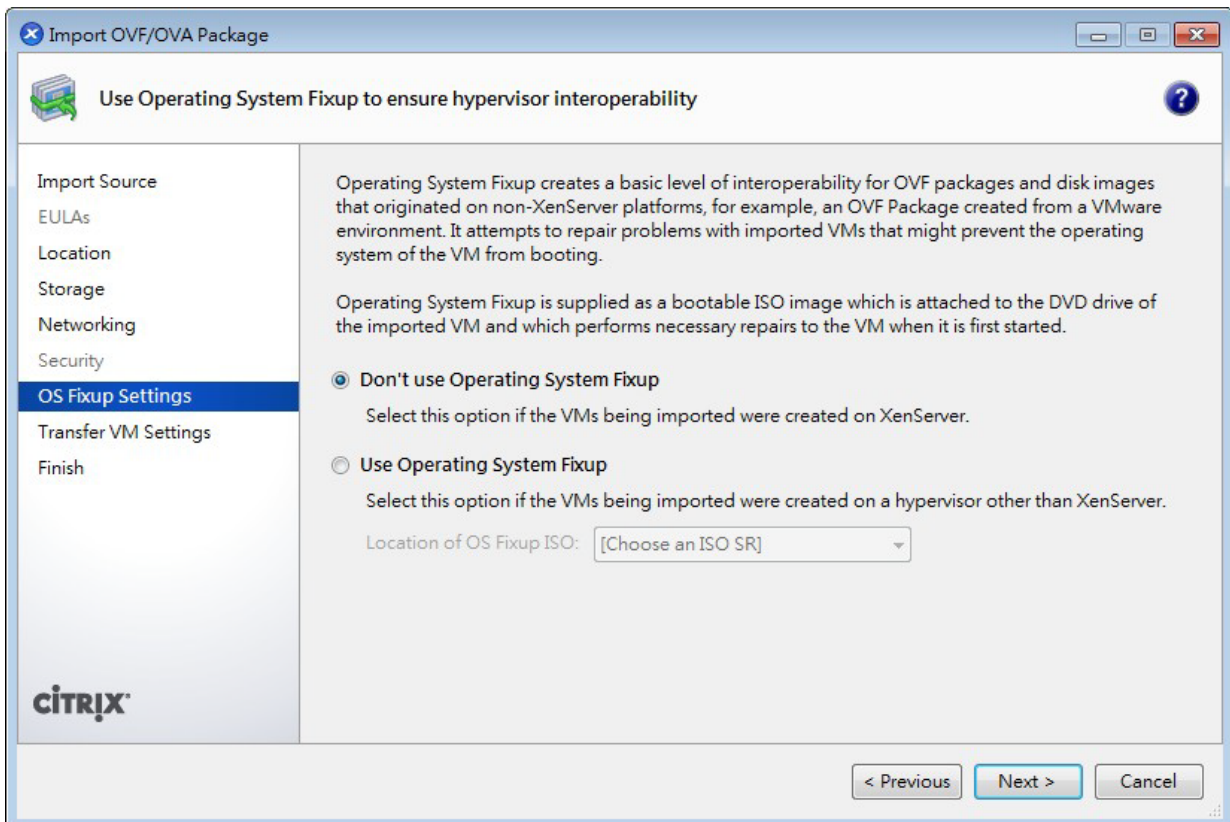 Import OVF/OVA Package
Use Operating System Fixup to ensure hypervisor interoperability
?
Import Source
EULAs
Location
Storage
Networking
Security
OS Fixup Settings
Transfer VM Settings
Finish
Operating System Fixup creates a basic level of interoperability for OVF packages and disk images
that originated on non-XenServer platforms, for example, an OVF Package created from a VMware
environment. It attempts to repair problems with imported VMs that might prevent the operating
system of the VM from booting.
Operating System Fixup is supplied as a bootable ISO image which is attached to the DVD drive of
the imported VM and which performs necessary repairs to the VM when it is first started.
Don't use Operating System Fixup
Select this option if the VMs being imported were created on XenServer.
Use Operating System Fixup
Select this option if the VMs being imported were created on a hypervisor other than XenServer.
Location of OS Fixup ISO: [Choose an ISO SR]
CITRIX
< Previous Next > Cancel